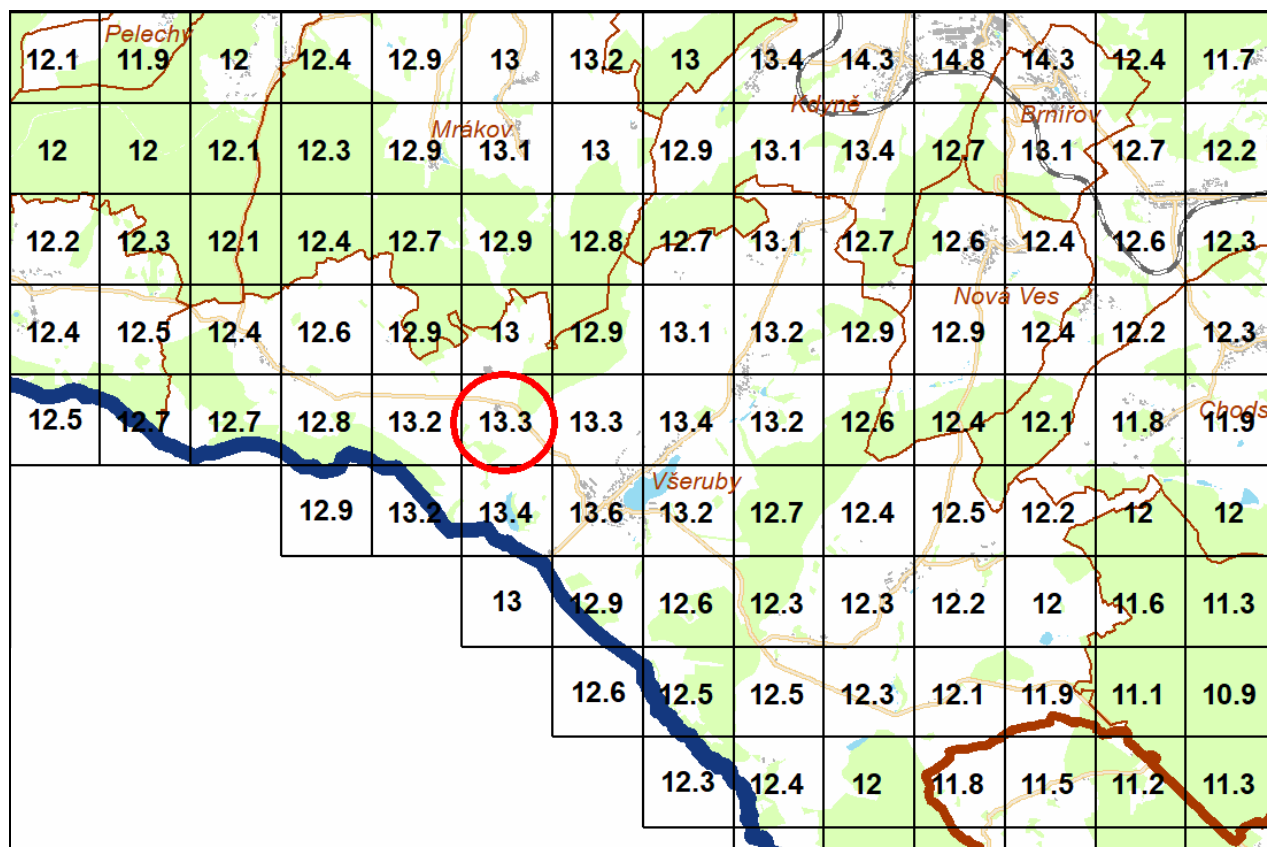 Pelechy
12.1 11.9 12 12.4 12.9 13 13.2 13 13.4 14.3 14.8 14.3 12.4 11.7
Kdyně
Brnířov
Mrákov
12 12 12.1 12.3 12.9 13.1 13 12.9 13.1 13.4 12.7 13.1 12.7 12.2
12.2 12.3 12.1 12.4 12.7 12.9 12.8 12.7 13.1 12.7 12.6 12.4 12.6 12.3
Nová Ves
12.4 12.5 12.4 12.6 12.9 13 12.9 13.1 13.2 12.9 12.9 12.4 12.2 12.3
Chods
12.5 12.7 12.7 12.8 13.2 13.3 13.3 13.4 13.2 12.6 12.4 12.1 11.8 11.9
Všeruby
12.9 13.2 13.4 13.6 13.2 12.7 12.4 12.5 12.2 12 12
13 12.9 12.6 12.3 12.3 12.2 12 11.6 11.3
12.6 12.5 12.5 12.3 12.1 11.9 11.1 10.9
12.3 12.4 12 11.8 11.5 11.2 11.3